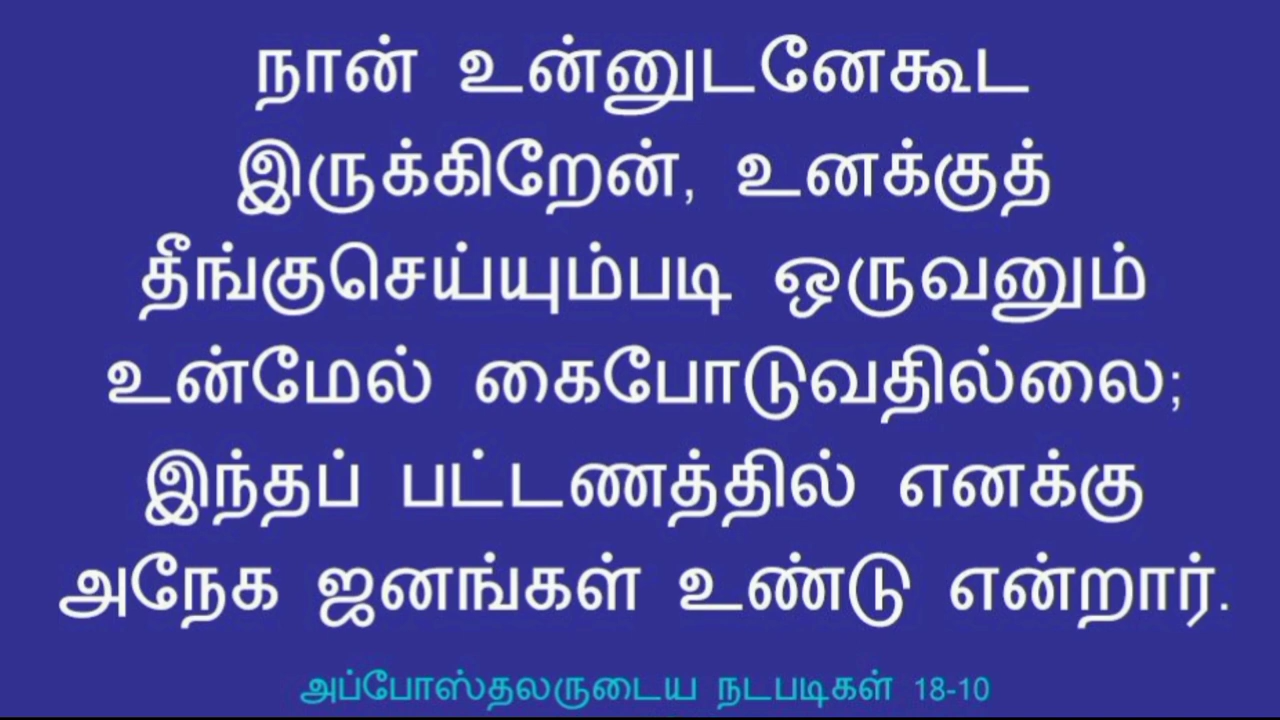 நான் உன்னுடனேகூட
இருக்கிறேன், உனக்குத்
தீங்குசெய்யும்படி ஒருவனும்
உன்மேல் கைபோடுவதில்லை;
இந்தப் பட்டணத்தில் எனக்கு
அநேக ஜனங்கள் உண்டு என்றார்.
அப்போஸ்தலருடைய நடபடிகள் 18-10